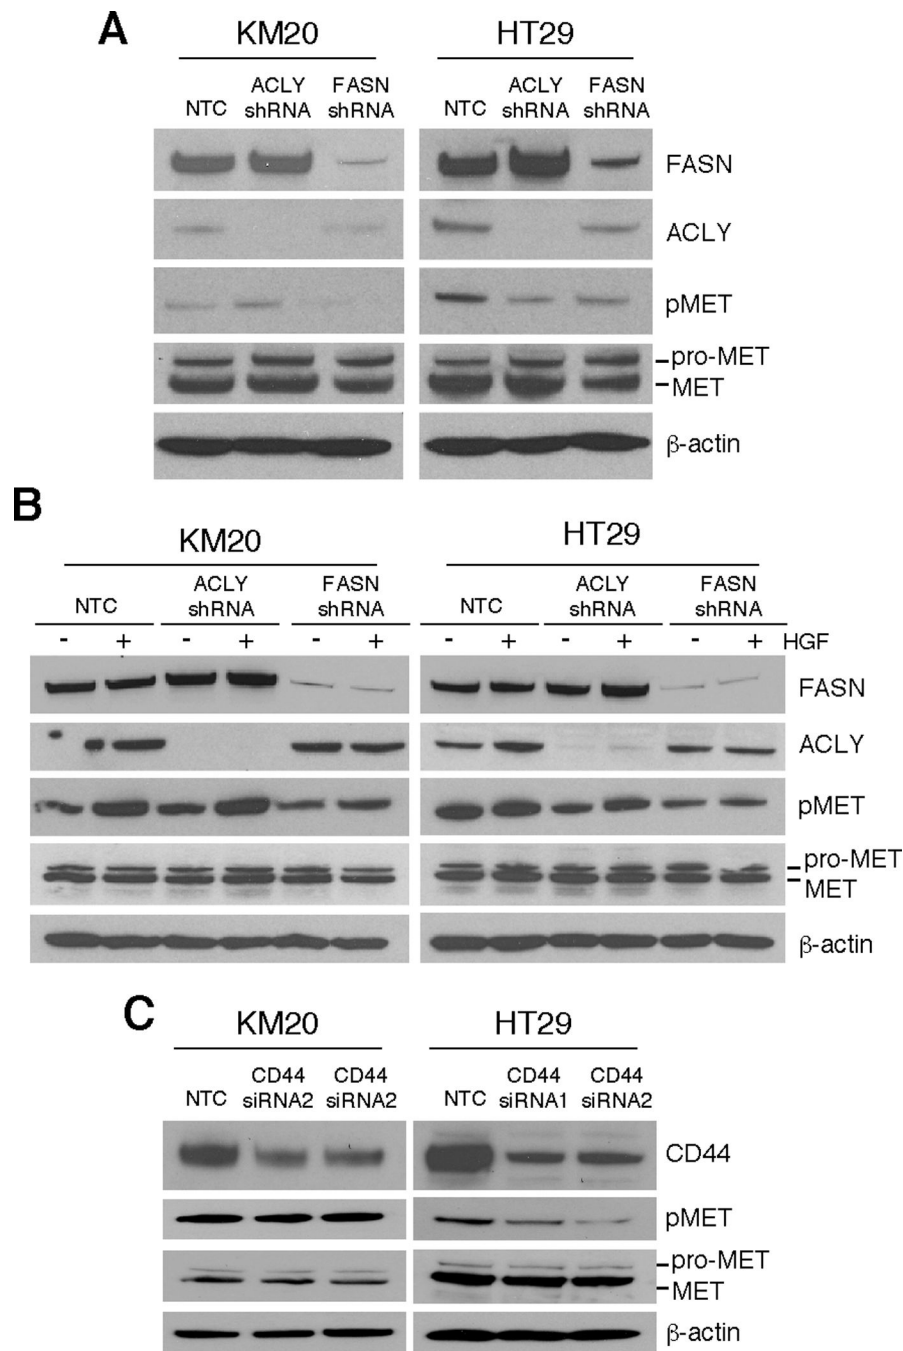 A
KM20
HT29
NTC
ACLY
shRNA
FASN
shRNA
NTC
ACLY
shRNA
FASN
shRNA
FASN
ACLY
pMET
pro-MET
MET
β-actin
B
KM20
HT29
NTC
ACLY
shRNA
FASN
shRNA
NTC
ACLY
shRNA
FASN
shRNA
- + - + - + - + - + - + HGF
FASN
ACLY
pMET
pro-MET
MET
β-actin
C
KM20
HT29
NTC
CD44
siRNA2
CD44
siRNA2
NTC
CD44
siRNA1
CD44
siRNA2
CD44
pMET
pro-MET
MET
β-actin